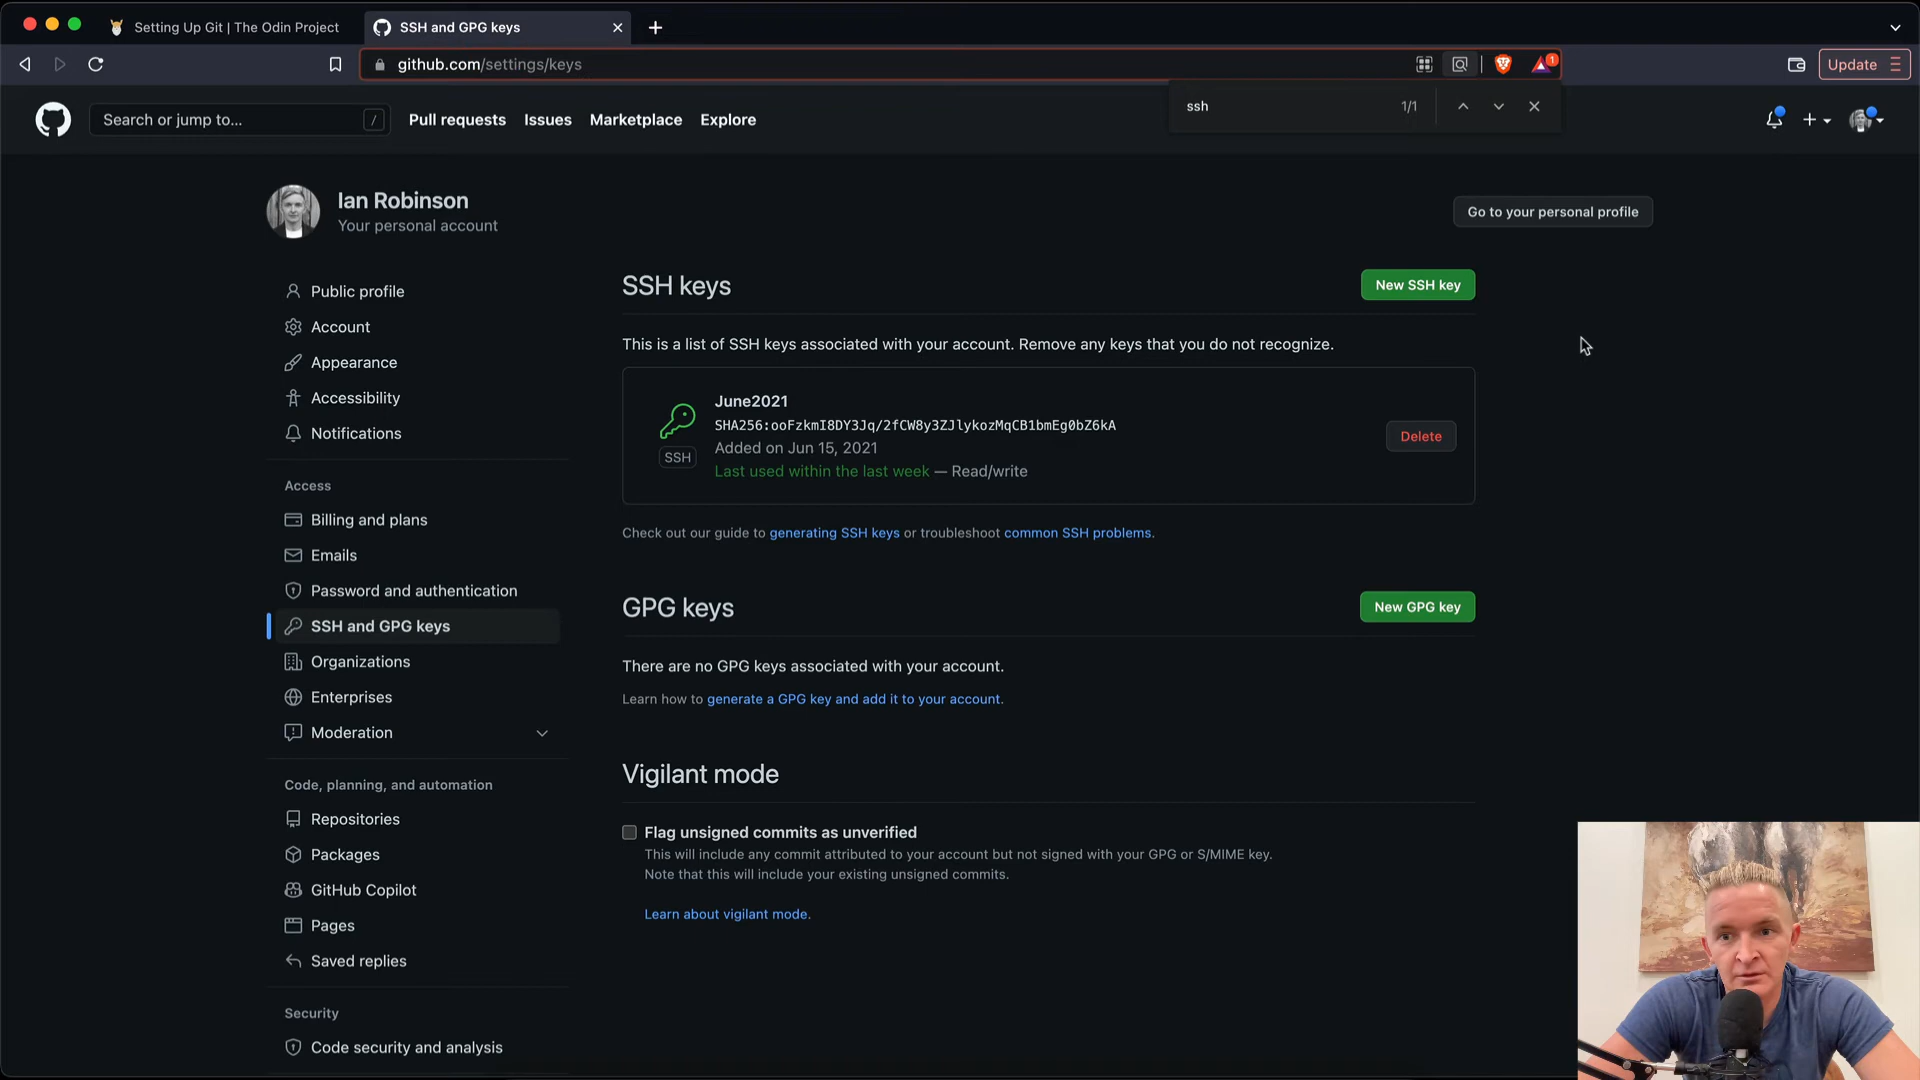 Setting Up Git | The Odin Project
SSH and GPG keys
github.com/settings/keys
1
Update
ssh
1/1
Search or jump to...
/
Pull requests
Issues
Marketplace
Explore
Ian Robinson
Your personal account
Go to your personal profile
Public profile
Account
Appearance
Accessibility
Notifications
Access
Billing and plans
Emails
Password and authentication
SSH and GPG keys
Organizations
Enterprises
Moderation
Code, planning, and automation
Repositories
Packages
GitHub Copilot
Pages
Saved replies
Security
Code security and analysis
SSH keys
New SSH key
This is a list of SSH keys associated with your account. Remove any keys that you do not recognize.
June2021
SHA256:ooFzkmI8DY3Jq/2fCW8y3ZJlykozMqCB1bmEg0bZ6kA
Added on Jun 15, 2021
SSH
Last used within the last week — Read/write
Delete
Check out our guide to generating SSH keys or troubleshoot common SSH problems.
GPG keys
New GPG key
There are no GPG keys associated with your account.
Learn how to generate a GPG key and add it to your account.
Vigilant mode
Flag unsigned commits as unverified
This will include any commit attributed to your account but not signed with your GPG or S/MIME key.
Note that this will include your existing unsigned commits.
Learn about vigilant mode.